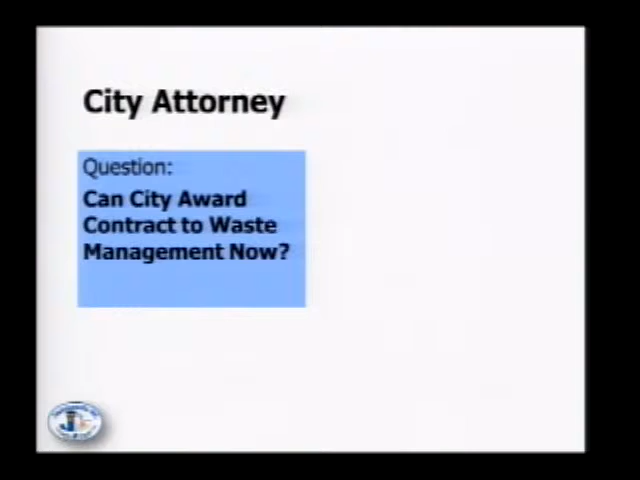 City Attorney
Question:
Can City Award
Contract to Waste
Management Now?